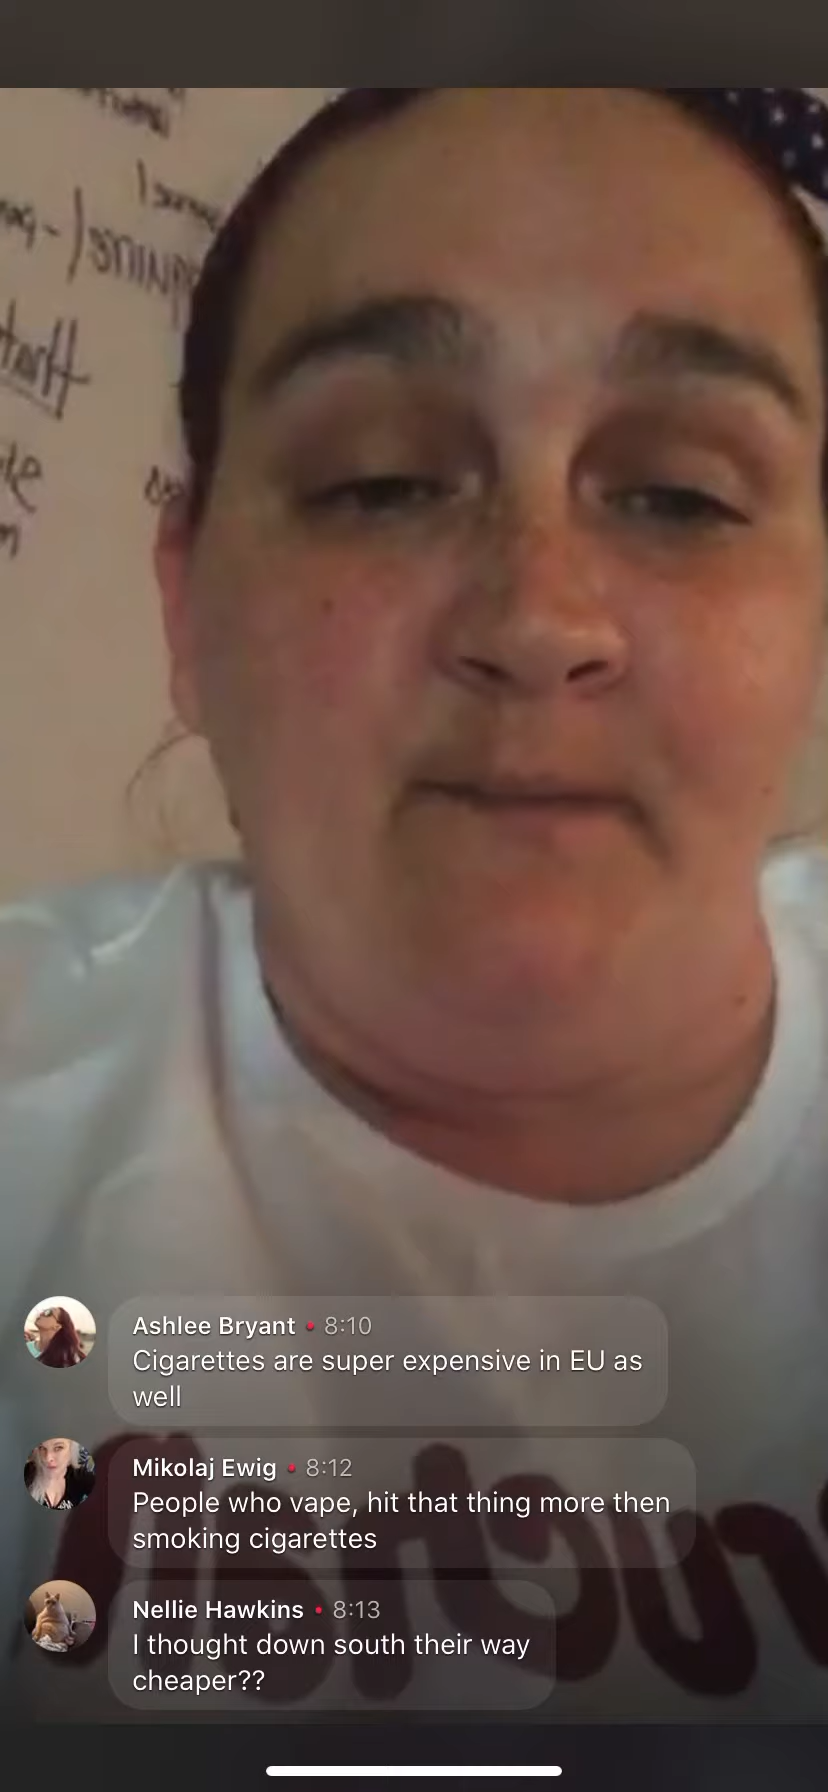 that
Ashlee Bryant • 8:10
Cigarettes are super expensive in EU as
well
Mikolaj Ewig • 8:12
People who vape, hit that thing more then
smoking cigarettes
Nellie Hawkins • 8:13
I thought down south their way
cheaper??